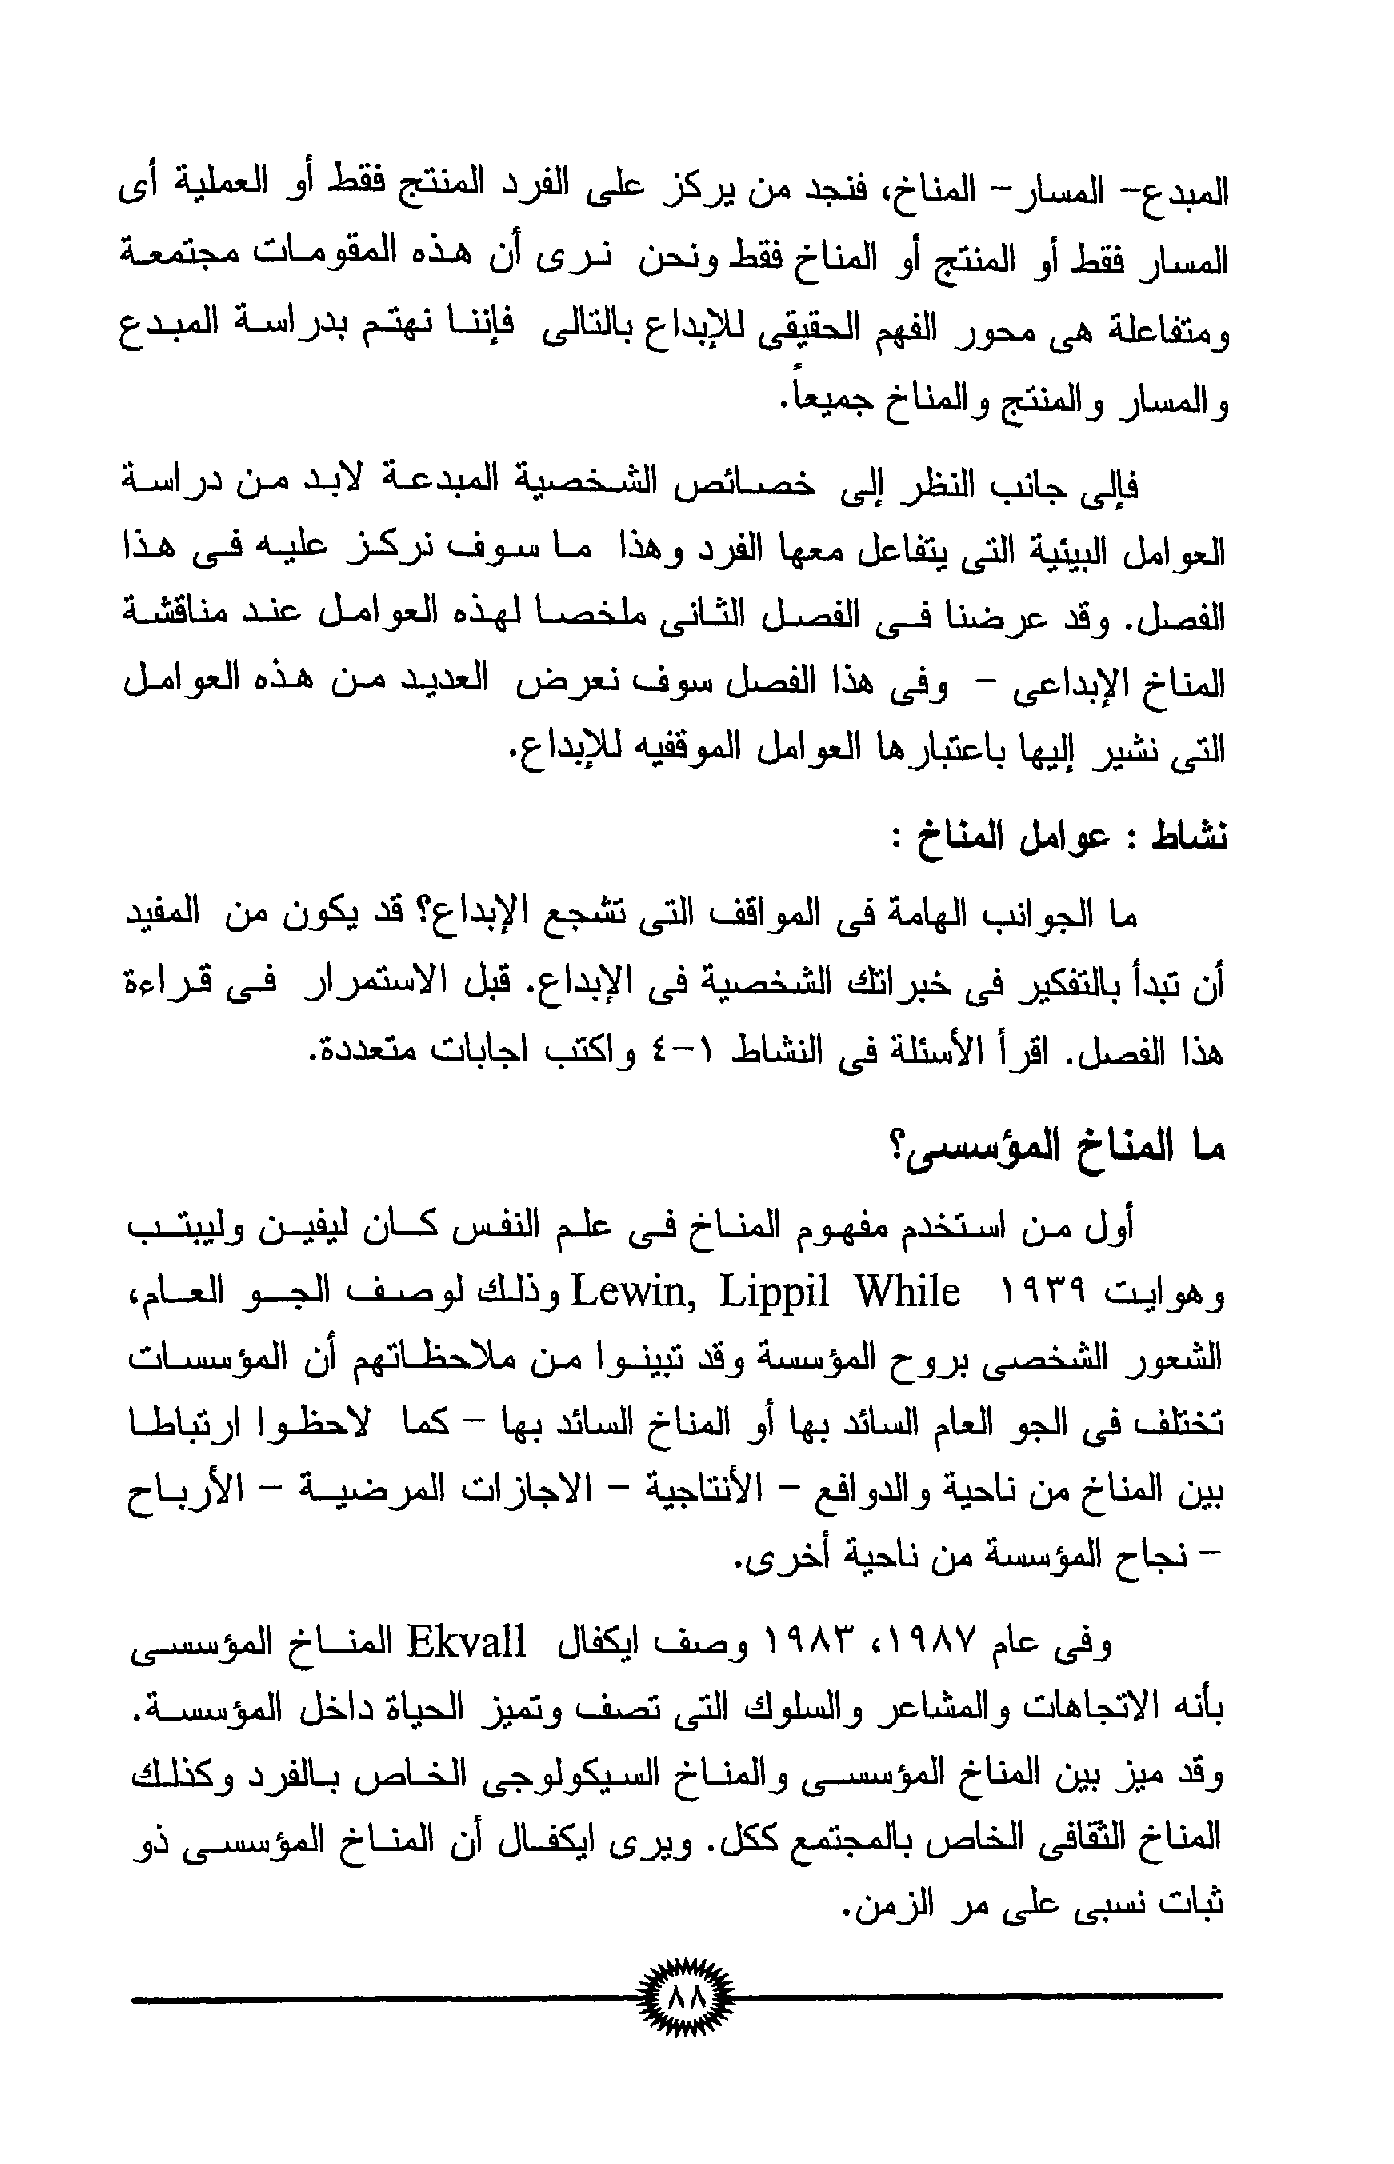 المبدع- المسار- المناخ، فنجد من يركز على الفرد المنتج فقط أو العملية أى
المسار فقط أو المنتج أو المناخ فقط ونحن نرى أن هذه المقومات مجتمعة
ومتفاعلة هى محور الفهم الحقيقى للإبداع بالتالى فإننا نهتم بدراسة المبدع
والمسار والمنتج والمناخ جميعاً.
فإلى جانب النظر إلى خصائص الشخصية المبدعة لابد من دراسة
العوامل البيئية التى يتفاعل معها الفرد وهذا ما سوف نركز عليه فى هذا
الفصل. وقد عرضنا فى الفصل الثانى ملخصا لهذه العوامل عند مناقشة
المناخ الإبداعى - وفى هذا الفصل سوف نعرض العديد من هذه العوامل
التى نشير إليها باعتبارها العوامل الموقفيه للإبداع.
نشاط : عوامل المناخ :
ما الجوانب الهامة فى المواقف التى تشجع الإبداع؟ قد يكون من المفيد
أن تبدأ بالتفكير فى خبراتك الشخصية فى الإبداع. قبل الاستمرار فى قراءة
هذا الفصل. اقرأ الأسئلة فى النشاط ١-٤ واكتب اجابات متعددة.
ما المناخ المؤسسى؟
أول من استخدم مفهوم المناخ فى علم النفس كان ليفين وليبتب
وهوايت ١٩٣٩ Lewin, Lippil While وذلك لوصف الجو العام،
الشعور الشخصى بروح المؤسسة وقد تبينوا من ملاحظاتهم أن المؤسسات
تختلف فى الجو العام السائد بها أو المناخ السائد بها - كما لاحظوا ارتباطا
بين المناخ من ناحية والدوافع - الأنتاجية - الاجازات المرضية - الأرباح
- نجاح المؤسسة من ناحية أخرى.
وفى عام ١٩٨٧، ١٩٨٣ وصف ايكفال Ekvall المناخ المؤسسى
بأنه الاتجاهات والمشاعر والسلوك التى تصف وتميز الحياة داخل المؤسسة.
وقد ميز بين المناخ المؤسسى والمناخ السيكولوجى الخاص بالفرد وكذلك
المناخ الثقافى الخاص بالمجتمع ككل. ويرى ايكفال أن المناخ المؤسسى ذو
ثبات نسبى على مر الزمن.
٨٨